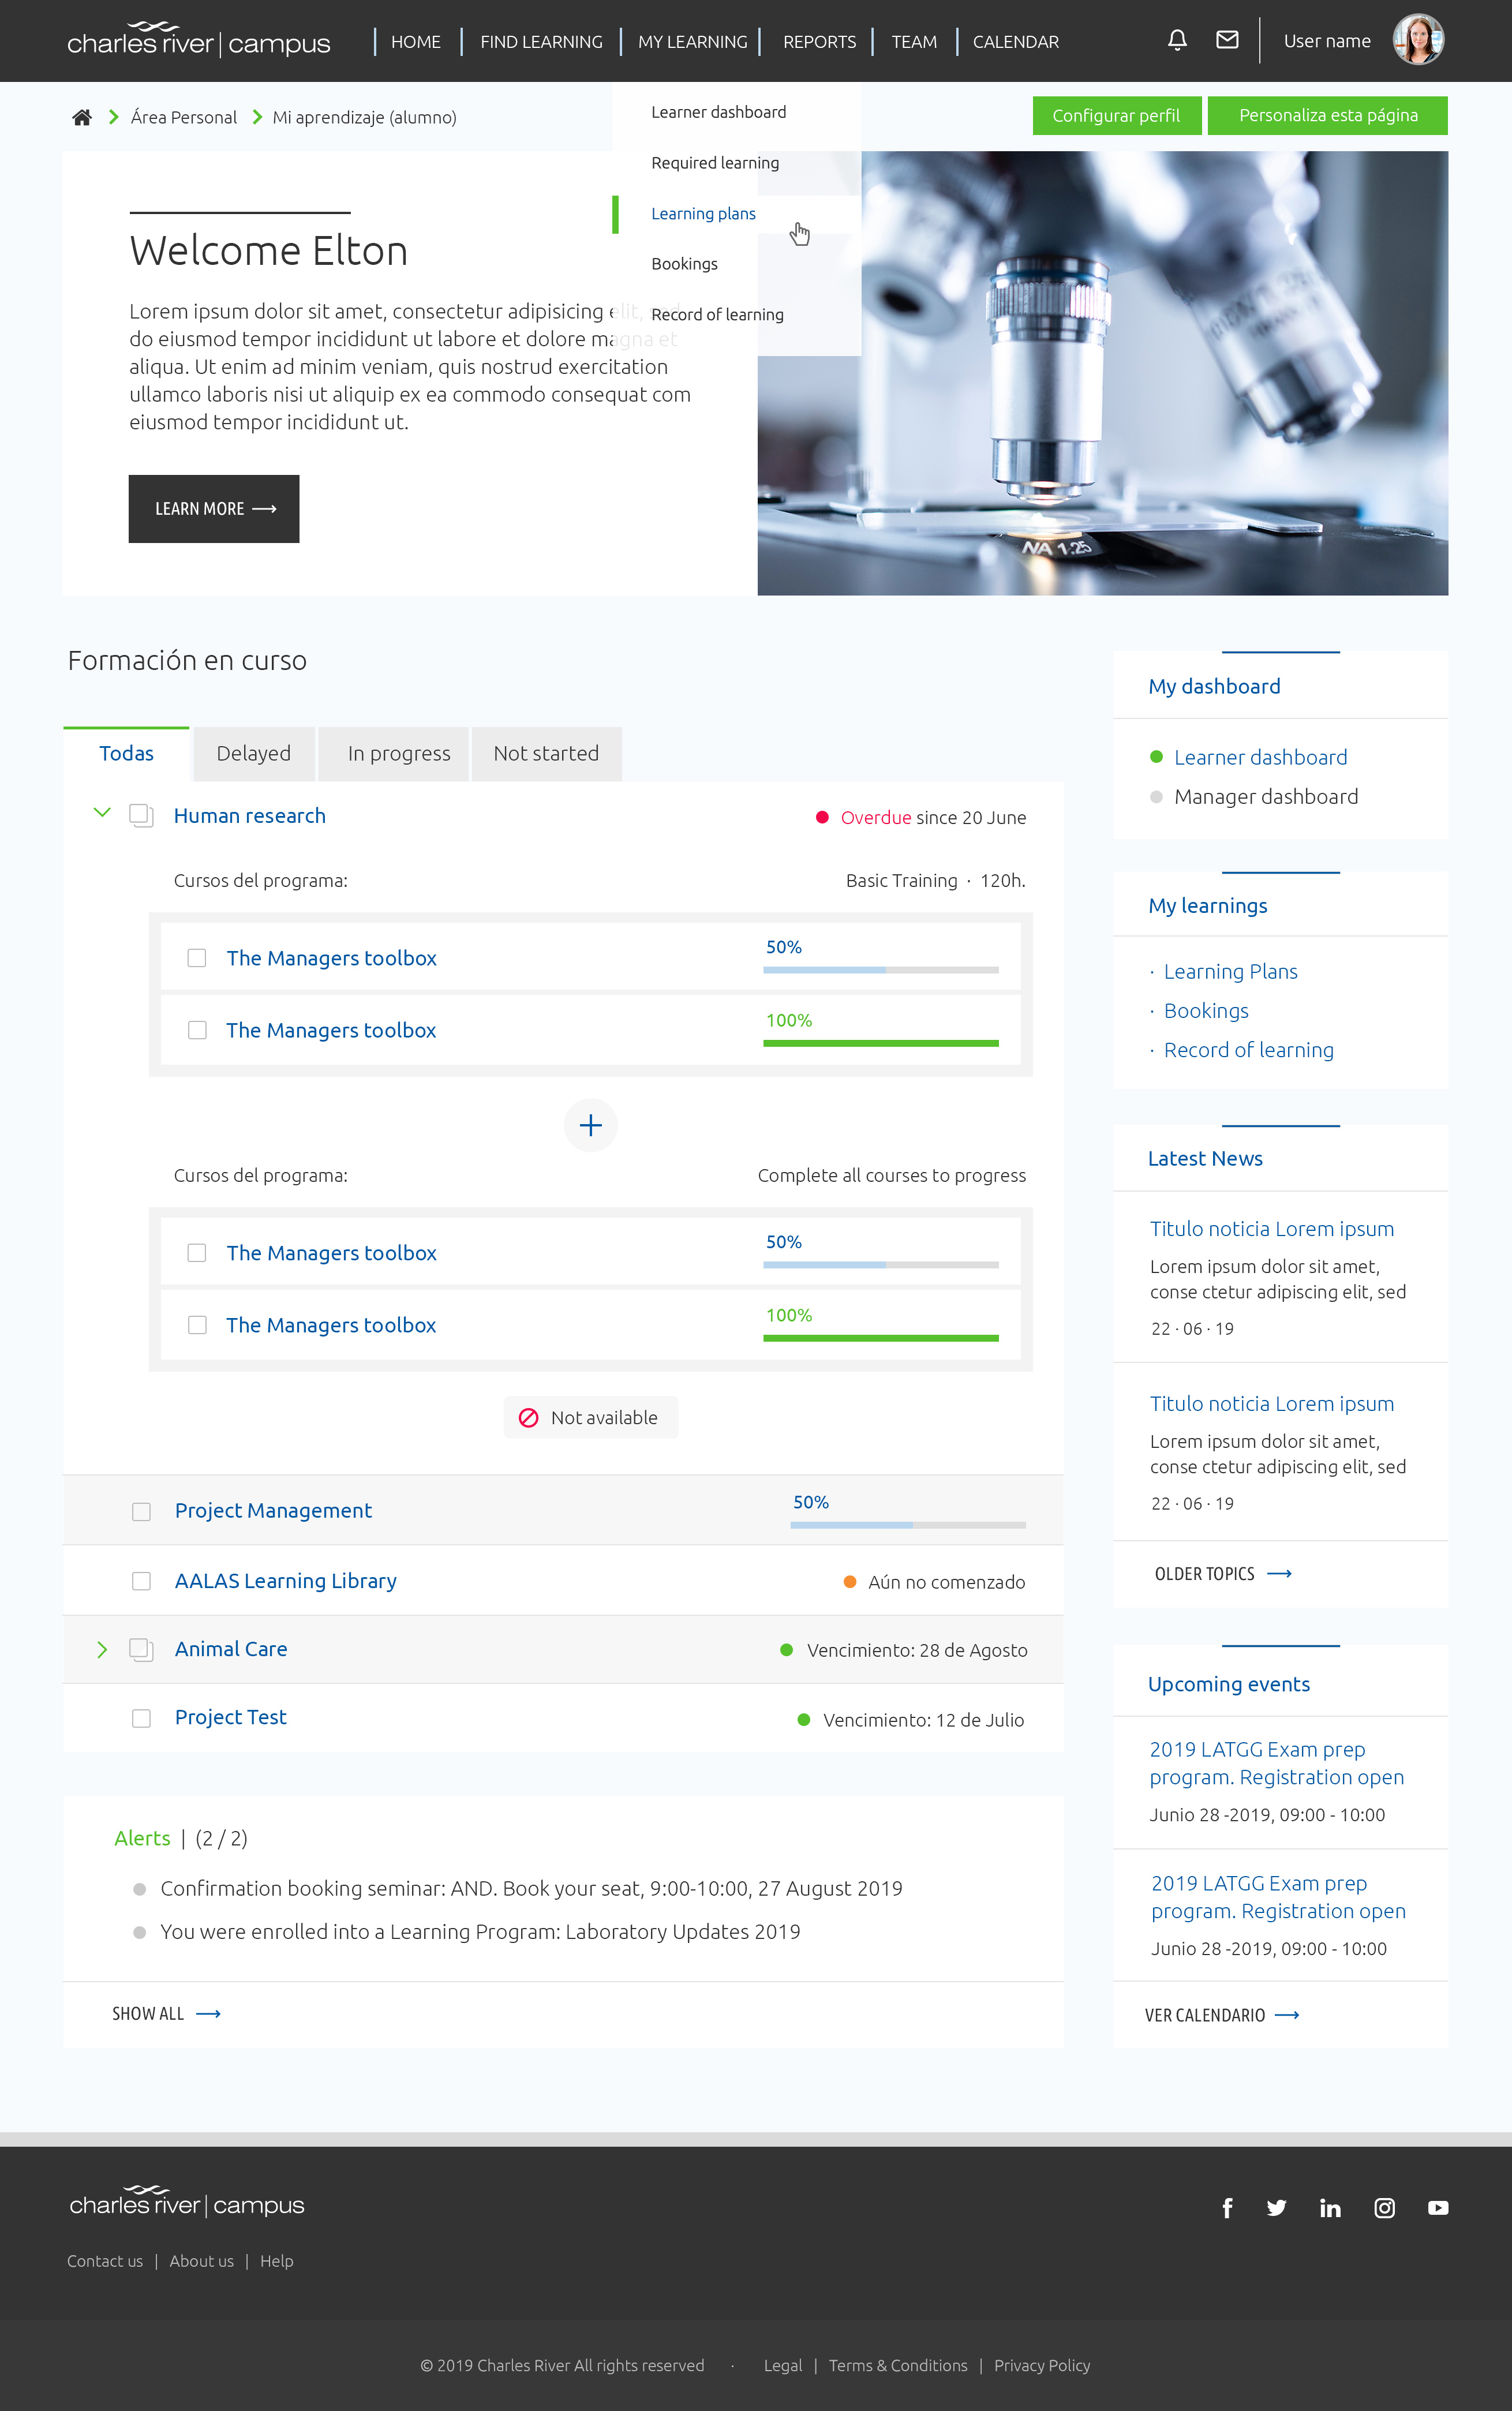 charles river | campus
HOME
FIND LEARNING
MY LEARNING
REPORTS
TEAM
CALENDAR
User name
Área Personal
Mi aprendizaje (alumno)
Configurar perfil
Personaliza esta página
Learner dashboard
Required learning
Learning plans
Bookings
Record of learning
Welcome Elton
Lorem ipsum dolor sit amet, consectetur adipisicing elit,
do eiusmod tempor incididunt ut labore et dolore magna et
aliqua. Ut enim ad minim veniam, quis nostrud exercitation
ullamco laboris nisi ut aliquip ex ea commodo consequat com
eiusmod tempor incididunt ut.
LEARN MORE
NA 1.25
Formación en curso
Todas
Delayed
In progress
Not started
Human research
Overdue since 20 June
Cursos del programa:
Basic Training · 120h.
The Managers toolbox
50%
The Managers toolbox
100%
Cursos del programa:
Complete all courses to progress
The Managers toolbox
50%
The Managers toolbox
100%
Not available
Project Management
50%
AALAS Learning Library
Aún no comenzado
Animal Care
Vencimiento: 28 de Agosto
Project Test
Vencimiento: 12 de Julio
Alerts | (2 / 2)
Confirmation booking seminar: AND. Book your seat, 9:00-10:00, 27 August 2019
You were enrolled into a Learning Program: Laboratory Updates 2019
SHOW ALL
My dashboard
Learner dashboard
Manager dashboard
My learnings
· Learning Plans
· Bookings
· Record of learning
Latest News
Titulo noticia Lorem ipsum
Lorem ipsum dolor sit amet,
conse ctetur adipiscing elit, sed
22 · 06 · 19
Titulo noticia Lorem ipsum
Lorem ipsum dolor sit amet,
conse ctetur adipiscing elit, sed
22 · 06 · 19
OLDER TOPICS
Upcoming events
2019 LATGG Exam prep
program. Registration open
Junio 28 -2019, 09:00 - 10:00
2019 LATGG Exam prep
program. Registration open
Junio 28 -2019, 09:00 - 10:00
VER CALENDARIO
charles river | campus
Contact us | About us | Help
© 2019 Charles River All rights reserved · Legal | Terms & Conditions | Privacy Policy